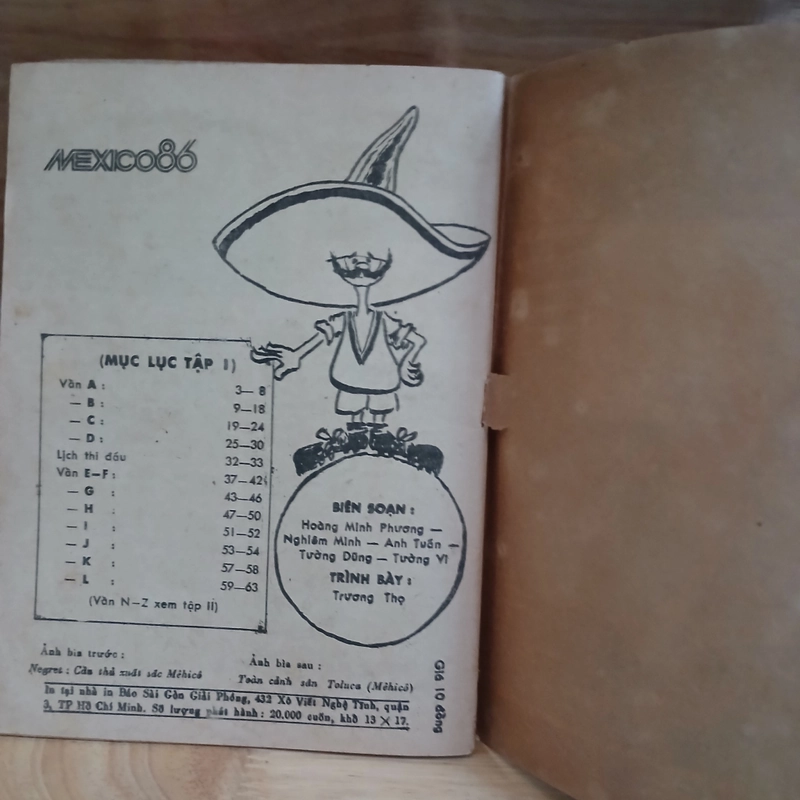 MEXICO86
(MỤC LỤC TẬP I)
Vần A : 3—8
— B : 9—18
— C : 19—24
— D : 25—30
Lịch thi đấu 32—33
Vần E—F : 37—42
— G : 43—46
— H : 47—50
— I : 51—52
— J : 53—54
— K : 57—58
— L : 59—63
(Vần N—Z xem tập II)
BIÊN SOẠN :
Hoàng Minh Phương —
Nghiêm Minh — Anh Tuấn —
Tường Dũng — Tường Vĩ
TRÌNH BÀY :
Trương Thọ
Ảnh bìa trước :
Negret : Cầu thủ xuất sắc Mêhicô
Ảnh bìa sau :
Toàn cảnh sân Toluca (Mêhicô)
In tại nhà in Báo Sài Gòn Giải Phóng, 432 Xô Viết Nghệ Tĩnh, quận
3, TP Hồ Chí Minh. Số lượng phát hành : 20.000 cuốn, khổ 13 × 17.
Giá 10 đồng